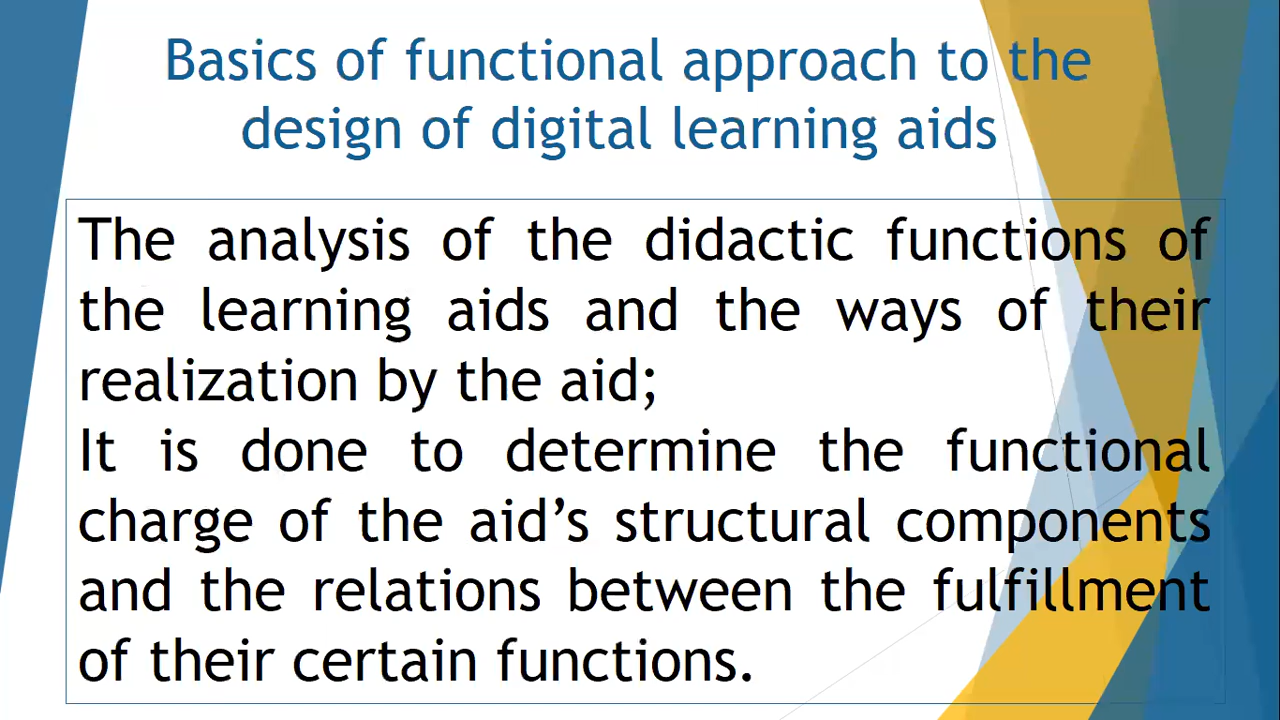 Basics of functional approach to the
design of digital learning aids
The analysis of the didactic functions of
the learning aids and the ways of their
realization by the aid;
It is done to determine the functional
charge of the aid’s structural components
and the relations between the fulfillment
of their certain functions.